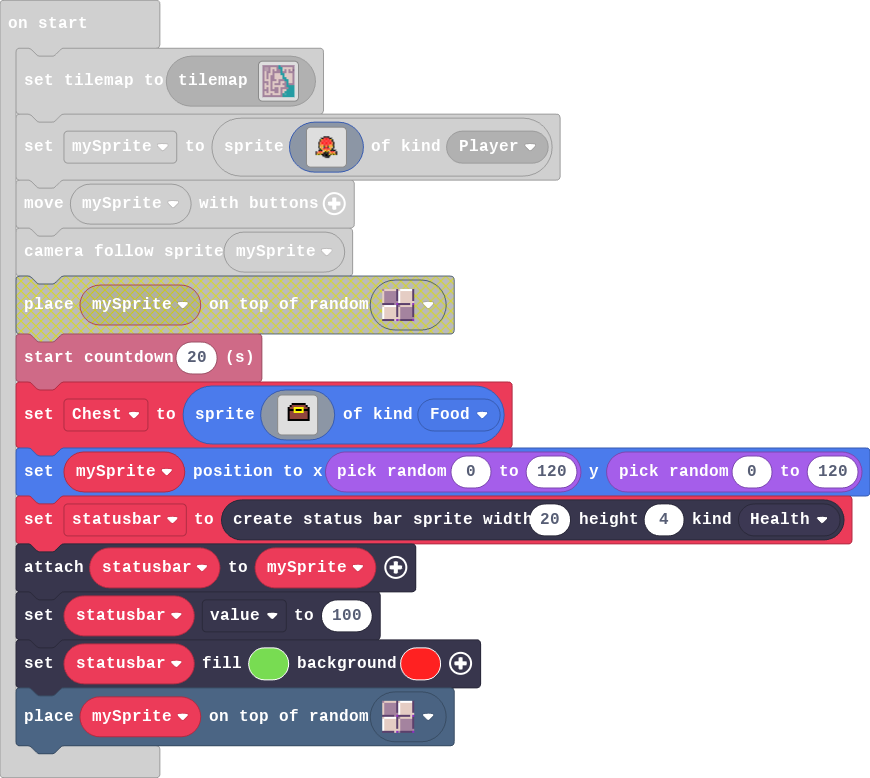 on start
set tilemap to tilemap
set mySprite to sprite of kind Player
move mySprite with buttons
camera follow sprite mySprite
place mySprite on top of random
start countdown 20 (s)
set Chest to sprite of kind Food
set mySprite position to x pick random 0 to 120 y pick random 0 to 120
set statusbar to create status bar sprite width 20 height 4 kind Health
attach statusbar to mySprite
set statusbar value to 100
set statusbar fill background
place mySprite on top of random